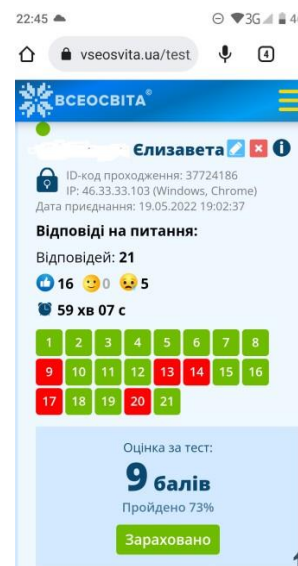 22:45
3G 46
vseosvita.ua/test
4
ВСЕОСВІТА®
Єлизавета
ID-код проходження: 37724186
IP: 46.33.33.103 (Windows, Chrome)
Дата приєднання: 19.05.2022 19:02:37
Відповіді на питання:
Відповідей: 21
16 0 5
59 хв 07 с
1 2 3 4 5 6 7 8
9 10 11 12 13 14 15 16
17 18 19 20 21
Оцінка за тест:
9 балів
Пройдено 73%
Зараховано